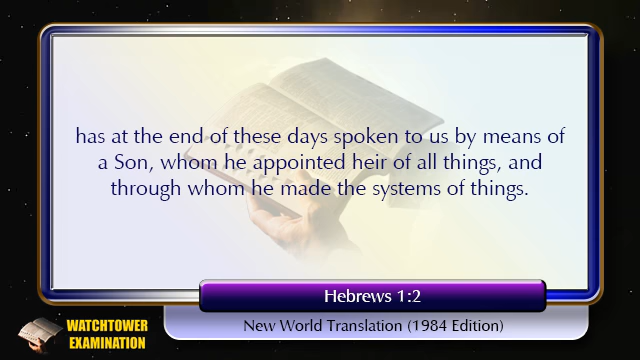 has at the end of these days spoken to us by means of
a Son, whom he appointed heir of all things, and
through whom he made the systems of things.
Hebrews 1:2
New World Translation (1984 Edition)
WATCHTOWER
EXAMINATION